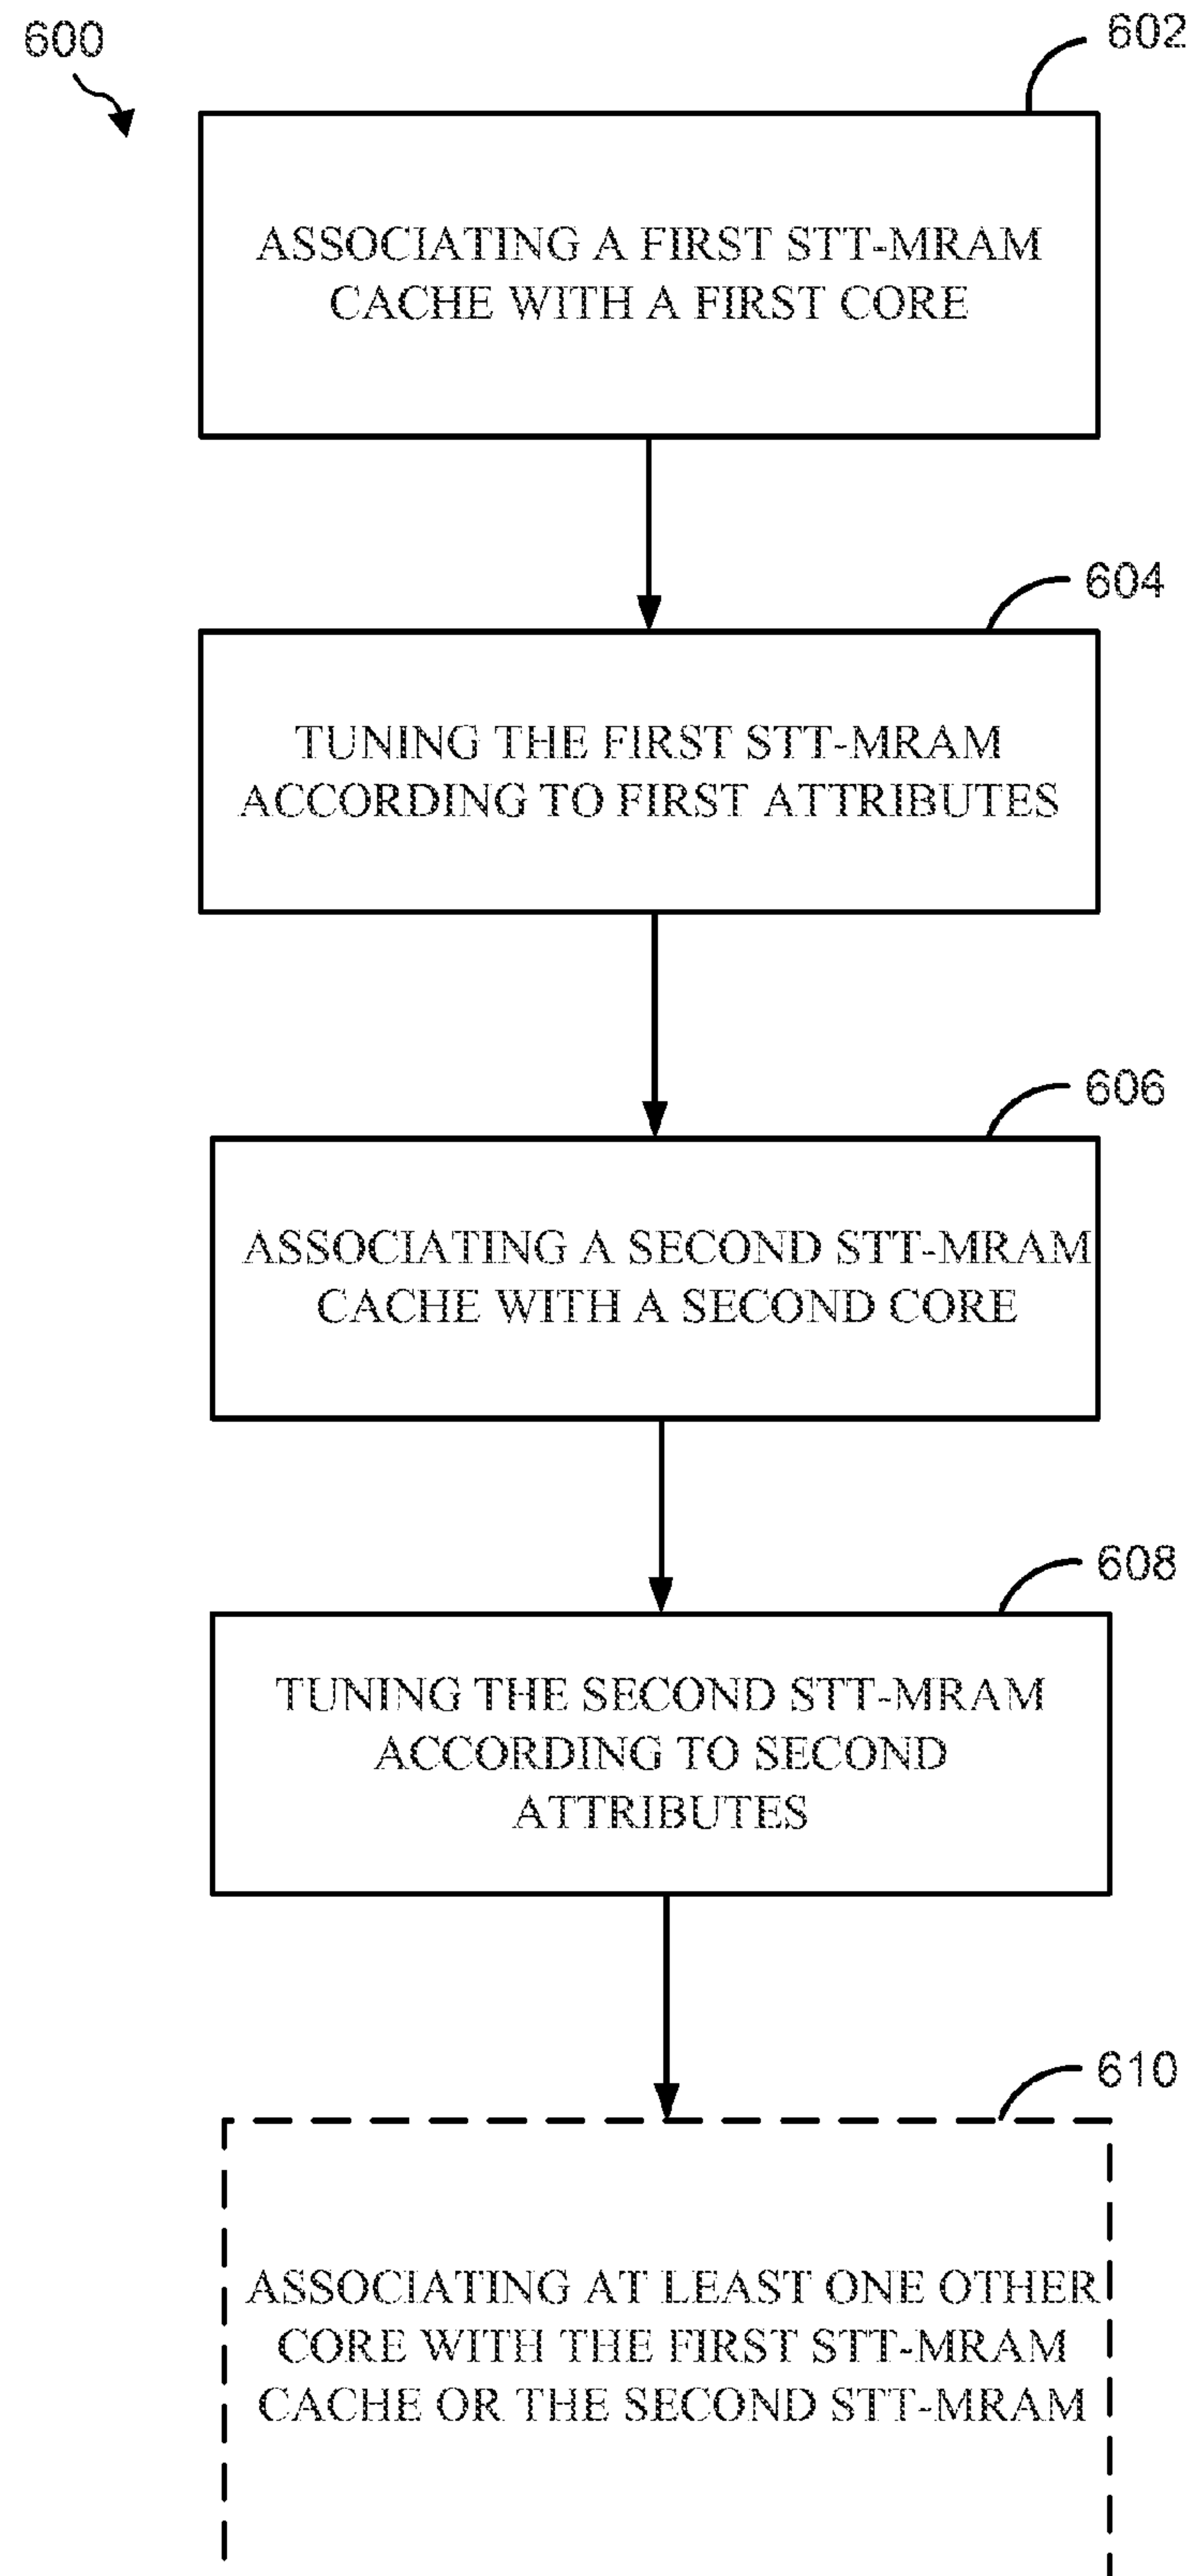 600
602
ASSOCIATING A FIRST STT-MRAM
CACHE WITH A FIRST CORE
604
TUNING THE FIRST STT-MRAM
ACCORDING TO FIRST ATTRIBUTES
606
ASSOCIATING A SECOND STT-MRAM
CACHE WITH A SECOND CORE
608
TUNING THE SECOND STT-MRAM
ACCORDING TO SECOND
ATTRIBUTES
610
ASSOCIATING AT LEAST ONE OTHER
CORE WITH THE FIRST STT-MRAM
CACHE OR THE SECOND STT-MRAM